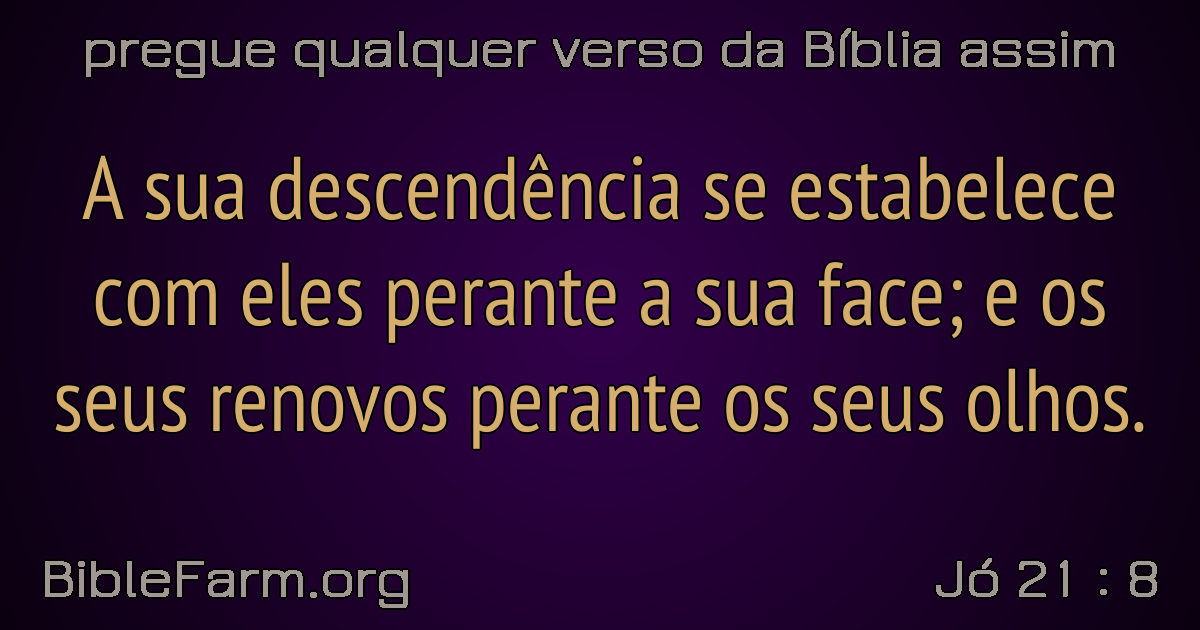 pregue qualquer verso da Bíblia assim
A sua descendência se estabelece
com eles perante a sua face; e os
seus renovos perante os seus olhos.
BibleFarm.org
Jó 21 : 8